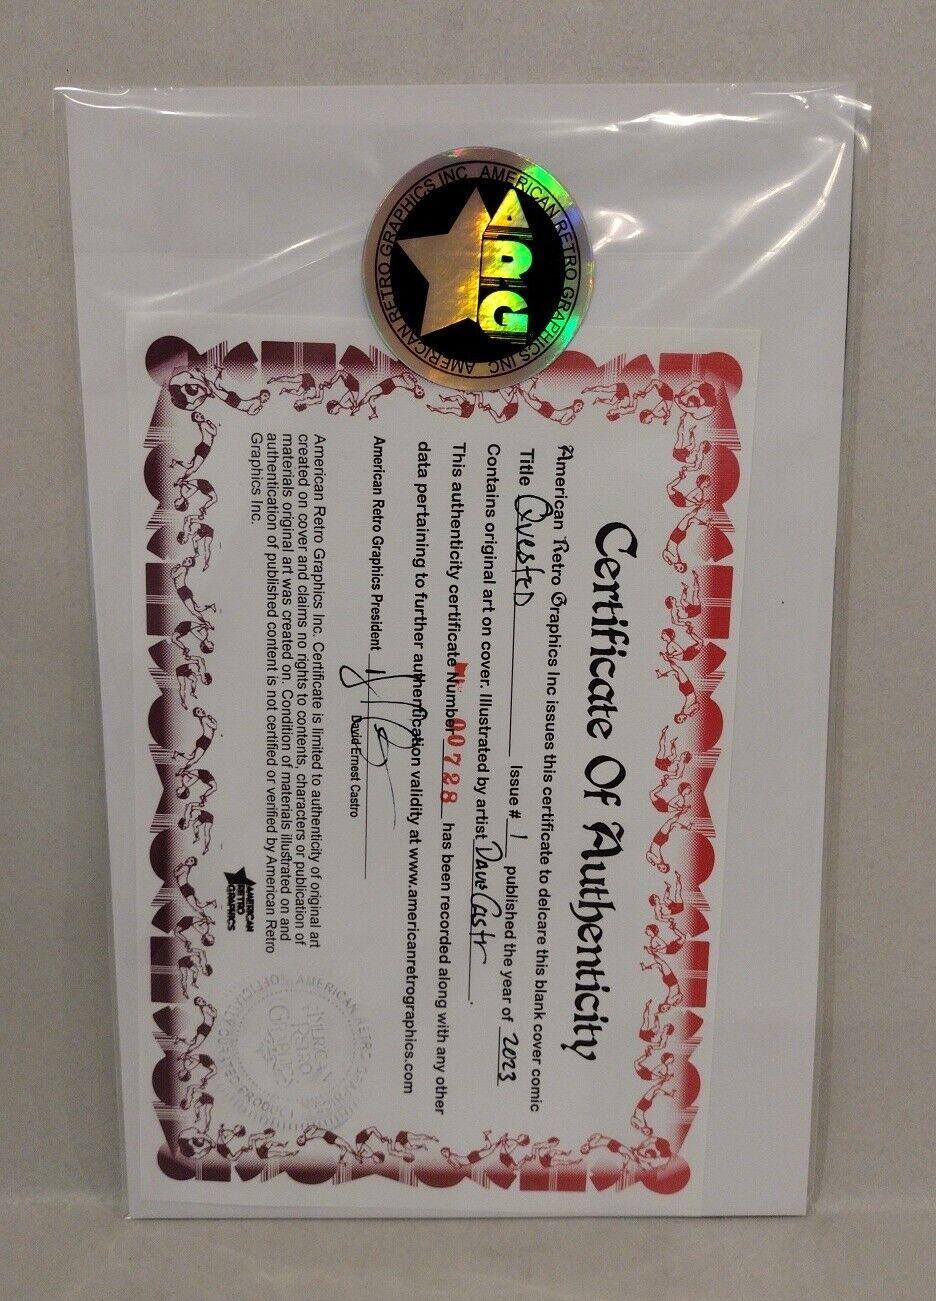 AMERICAN RETRO GRAPHICS INC. AMERICAN RETRO GRAPHICS INC.
ARG
Certificate Of Authenticity
American Retro Graphics Inc issues this certificate to delcare this blank cover comic
Title Quested Issue # 1 published the year of 2023
Contains original art on cover. Illustrated by artist Dave Castr.
This authenticity certificate Number 00728 has been recorded along with any other
data pertaining to further authentication validity at www.americanretrographics.com
American Retro Graphics President
David Ernest Castro
American Retro Graphics Inc. Certificate is limited to authenticity of original art
created on cover and claims no rights to contents, characters or publication of
materials original art was created on. Condition of materials illustrated on and
authentication of published content is not certified or verified by American Retro
Graphics Inc.
AMERICAN
RETRO
GRAPHICS